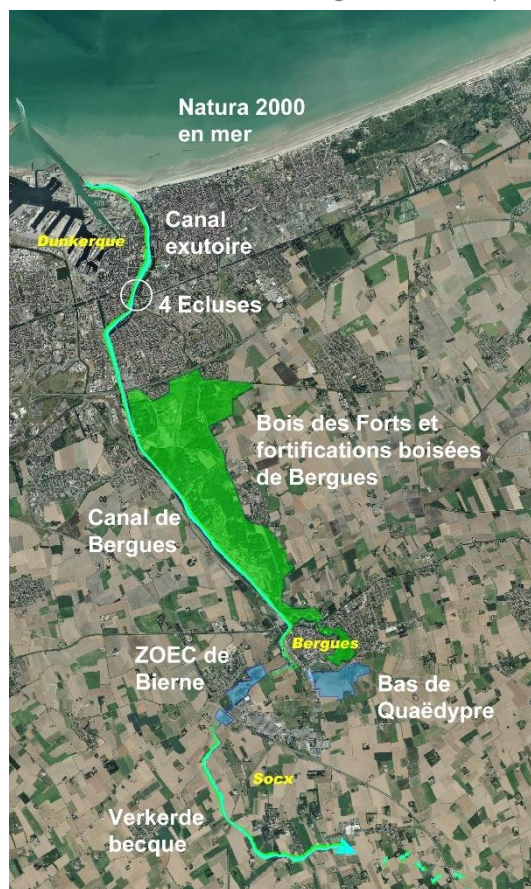 Natura 2000
en mer
Canal
exutoire
Dunkerque
4 Ecluses
Bois des Forts et
fortifications boisées
de Bergues
Canal de
Bergues
Bergues
ZOEC de
Bierne
Bas de
Quaëdypre
Socx
Verkerde
becque